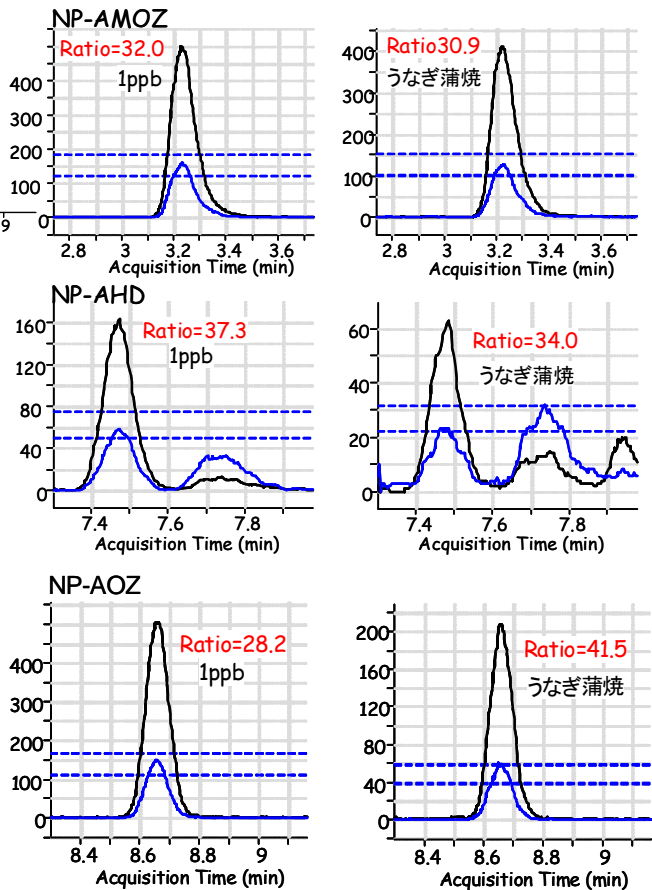 NP-AMOZ
Ratio=32.0
1ppb
400
300
200
100
0
9
2.8 3 3.2 3.4 3.6
Acquisition Time (min)
Ratio30.9
うなぎ蒲焼
400
300
200
100
0
2.8 3 3.2 3.4 3.6
Acquisition Time (min)
NP-AHD
Ratio=37.3
1ppb
160
120
80
40
0
7.4 7.6 7.8
Acquisition Time (min)
Ratio=34.0
うなぎ蒲焼
60
40
20
0
7.4 7.6 7.8
Acquisition Time (min)
NP-AOZ
Ratio=28.2
1ppb
400
300
200
100
0
8.4 8.6 8.8 9
Acquisition Time (min)
Ratio=41.5
うなぎ蒲焼
200
160
120
80
40
0
8.4 8.6 8.8 9
Acquisition Time (min)